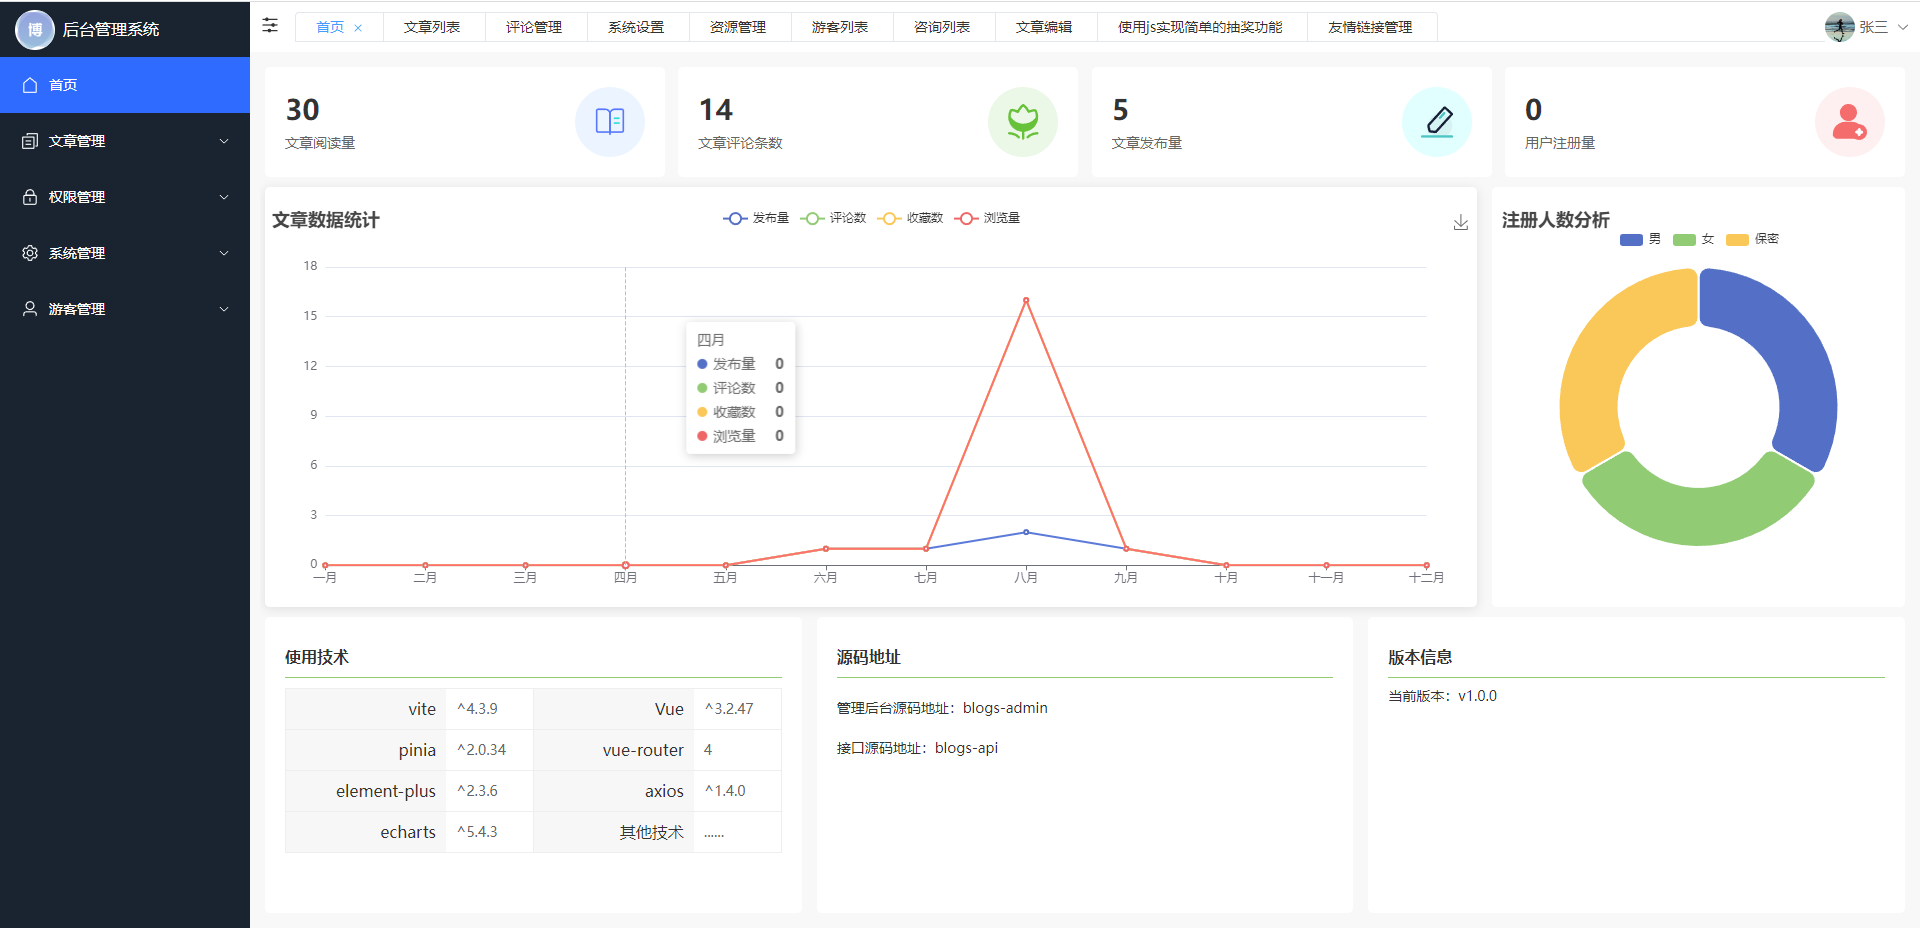 博 后台管理系统
首页
文章管理
权限管理
系统管理
游客管理
首页 × 文章列表 评论管理 系统设置 资源管理 游客列表 咨询列表 文章编辑 使用js实现简单的抽奖功能 友情链接管理
张三
30
文章阅读量
14
文章评论条数
5
文章发布量
0
用户注册量
文章数据统计
发布量 评论数 收藏数 浏览量
18
15
12
9
6
3
0
一月 二月 三月 四月 五月 六月 七月 八月 九月 十月 十一月 十二月
四月
发布量 0
评论数 0
收藏数 0
浏览量 0
注册人数分析
男 女 保密
使用技术
vite ^4.3.9 Vue ^3.2.47
pinia ^2.0.34 vue-router 4
element-plus ^2.3.6 axios ^1.4.0
echarts ^5.4.3 其他技术 ......
源码地址
管理后台源码地址：blogs-admin
接口源码地址：blogs-api
版本信息
当前版本：v1.0.0